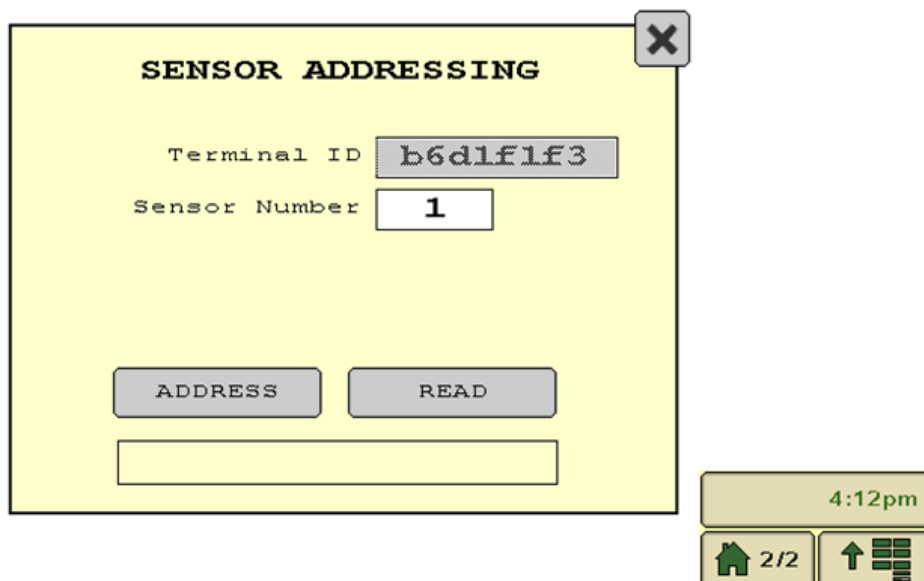 SENSOR ADDRESSING
Terminal ID b6d1f1f3
Sensor Number 1
ADDRESS READ
4:12pm
2/2